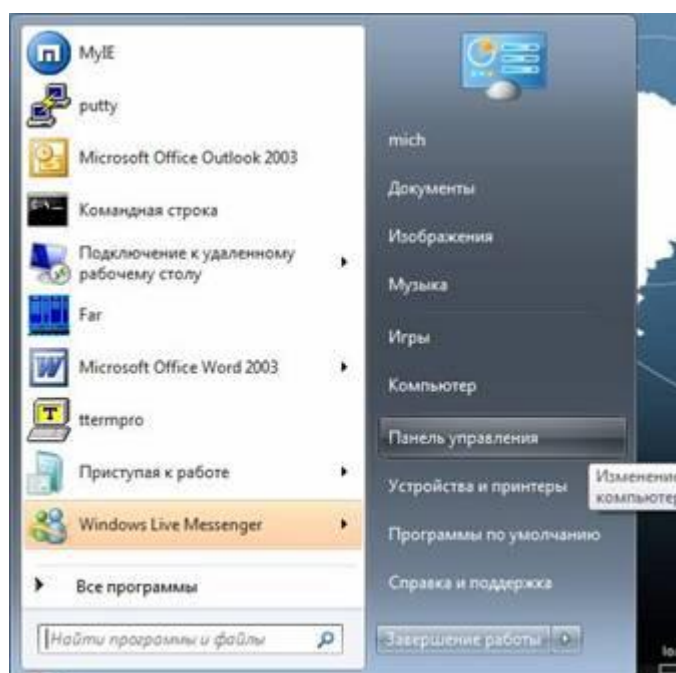 MyIE
putty
Microsoft Office Outlook 2003
Командная строка
Подключение к удаленному
рабочему столу
Far
Microsoft Office Word 2003
ttermpro
Приступая к работе
Windows Live Messenger
Все программы
Найти программы и файлы
mich
Документы
Изображения
Музыка
Игры
Компьютер
Панель управления
Устройства и принтеры
Программы по умолчанию
Справка и поддержка
Завершение работы
Изменение
компьютер